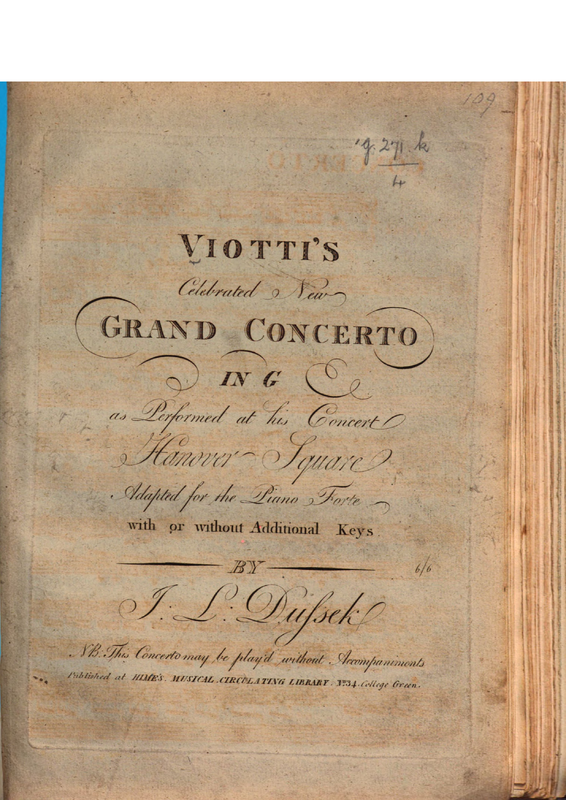 109
g. 271. k
4
VIOTTI'S
Celebrated New
GRAND CONCERTO
IN G
as Performed at his Concert
Hanover Square
Adapted for the Piano Forte
with or without Additional Keys
BY
6/6
J: L: Duſsek
NB. This Concerto may be play'd without Accompaniments
Published at HIME'S MUSICAL CIRCULATING LIBRARY No. 34 College Green.